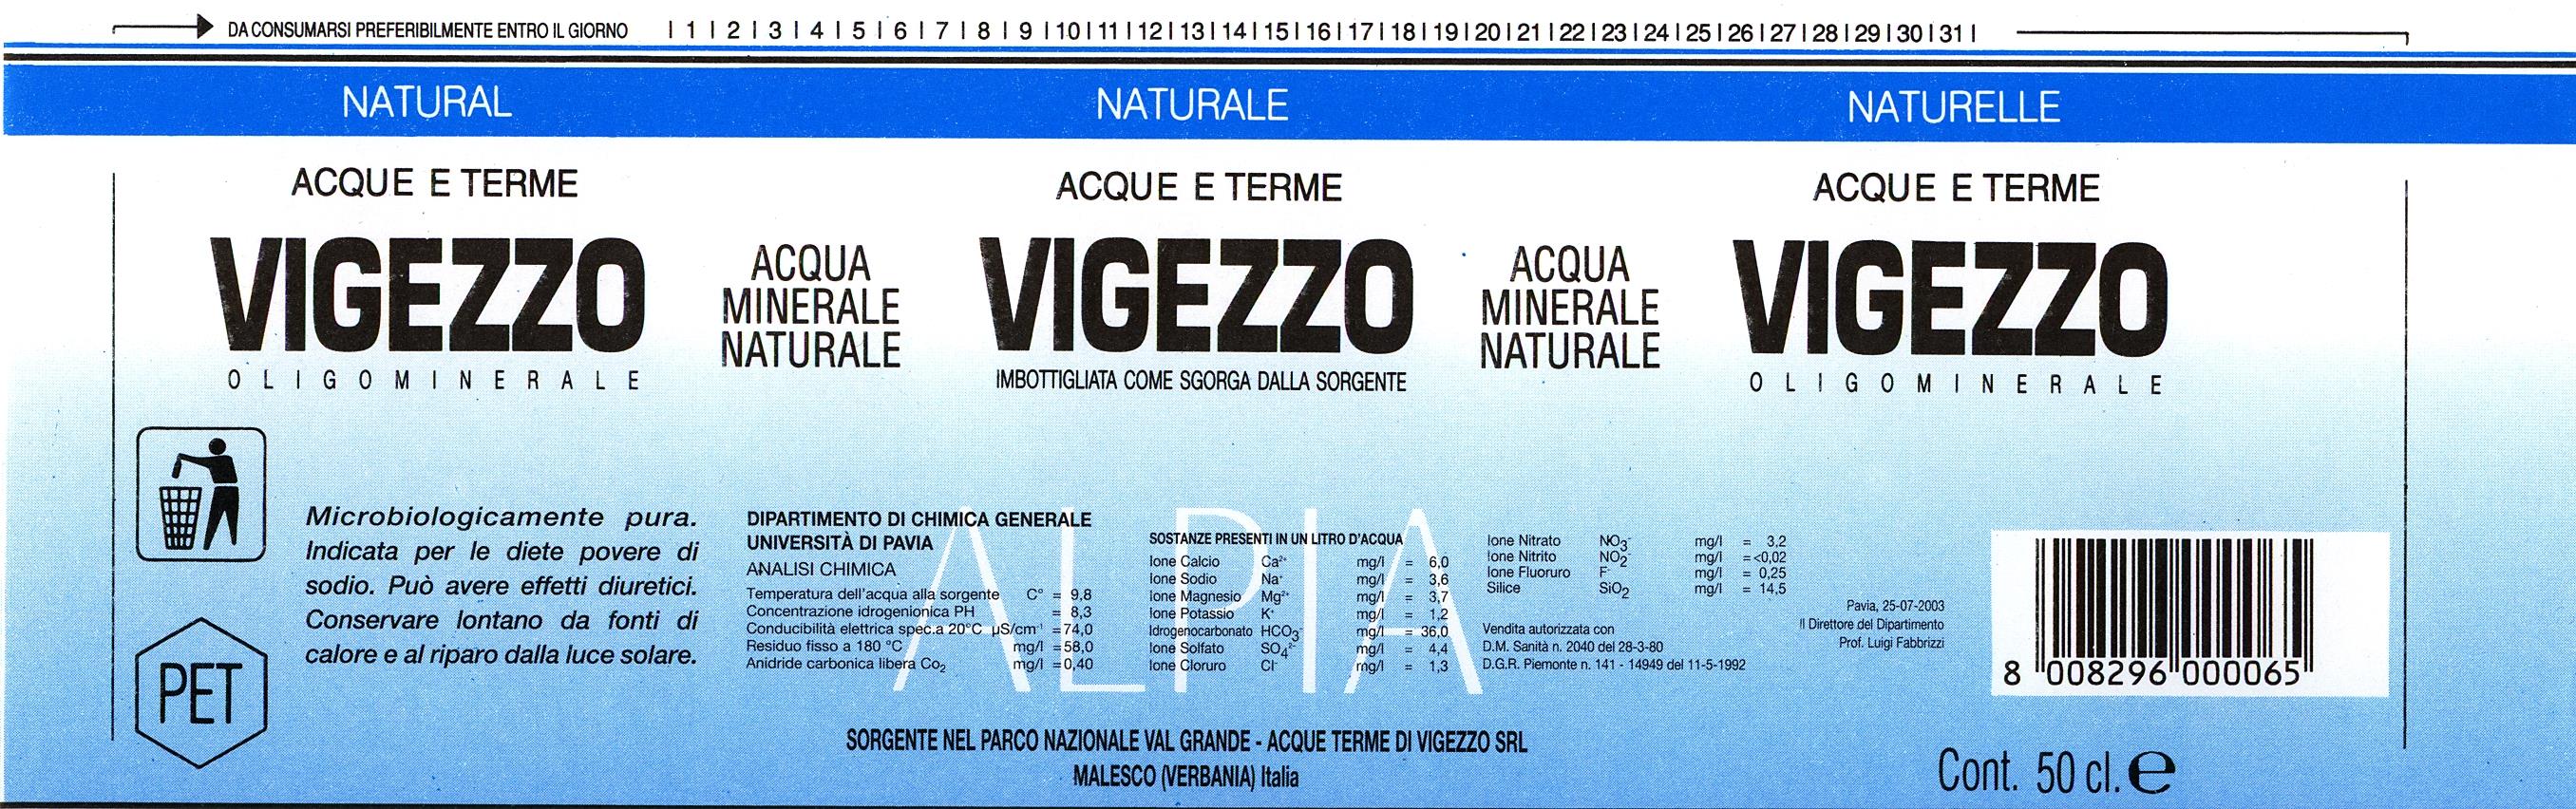 DA CONSUMARSI PREFERIBILMENTE ENTRO IL GIORNO | 1 | 2 | 3 | 4 | 5 | 6 | 7 | 8 | 9 | 10 | 11 | 12 | 13 | 14 | 15 | 16 | 17 | 18 | 19 | 20 | 21 | 22 | 23 | 24 | 25 | 26 | 27 | 28 | 29 | 30 | 31 |
NATURAL
NATURALE
NATURELLE
ACQUE E TERME
VIGEZZO
OLIGOMINERALE
ACQUA
MINERALE
NATURALE
ACQUE E TERME
VIGEZZO
IMBOTTIGLIATA COME SGORGA DALLA SORGENTE
ACQUA
MINERALE
NATURALE
ACQUE E TERME
VIGEZZO
OLIGOMINERALE
Microbiologicamente pura.
Indicata per le diete povere di
sodio. Può avere effetti diuretici.
Conservare lontano da fonti di
calore e al riparo dalla luce solare.
PET
ALPIA
DIPARTIMENTO DI CHIMICA GENERALE
UNIVERSITÀ DI PAVIA
ANALISI CHIMICA
Temperatura dell'acqua alla sorgente C° = 9,8
Concentrazione idrogenionica PH = 8,3
Conducibilità elettrica spec.a 20°C µS/cm⁻¹ = 74,0
Residuo fisso a 180 °C mg/l = 58,0
Anidride carbonica libera Co₂ mg/l = 0,40
SOSTANZE PRESENTI IN UN LITRO D'ACQUA
Ione Calcio Ca²⁺ mg/l = 6,0
Ione Sodio Na⁺ mg/l = 3,6
Ione Magnesio Mg²⁺ mg/l = 3,7
Ione Potassio K⁺ mg/l = 1,2
Idrogenocarbonato HCO₃⁻ mg/l = 36,0
Ione Solfato SO₄²⁻ mg/l = 4,4
Ione Cloruro Cl⁻ mg/l = 1,3
Ione Nitrato NO₃⁻ mg/l = 3,2
Ione Nitrito NO₂⁻ mg/l = <0,02
Ione Fluoruro F⁻ mg/l = 0,25
Silice SiO₂ mg/l = 14,5
Vendita autorizzata con
D.M. Sanità n. 2040 del 28-3-80
D.G.R. Piemonte n. 141 - 14949 del 11-5-1992
Pavia, 25-07-2003
Il Direttore del Dipartimento
Prof. Luigi Fabbrizzi
8 008296 000065
SORGENTE NEL PARCO NAZIONALE VAL GRANDE - ACQUE TERME DI VIGEZZO SRL
MALESCO (VERBANIA) Italia
Cont. 50 cl. e